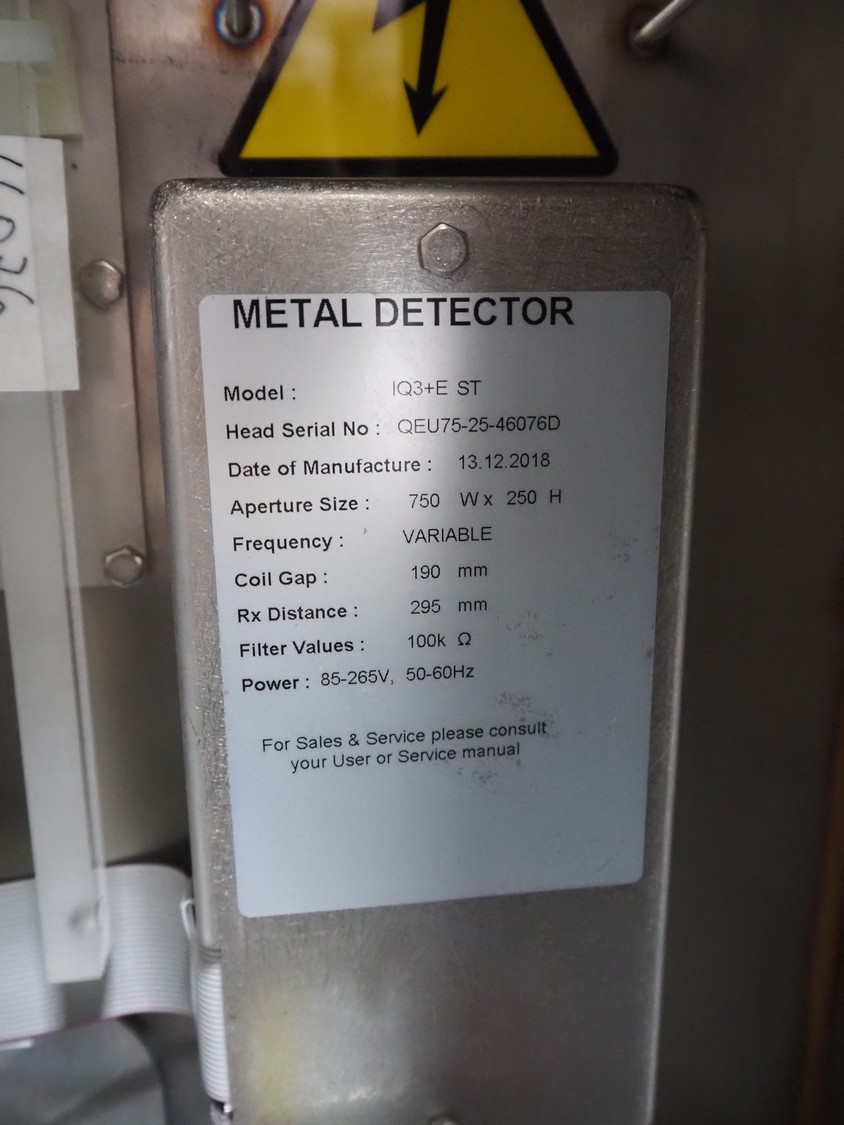 METAL DETECTOR
Model : IQ3+E ST
Head Serial No : QEU75-25-46076D
Date of Manufacture : 13.12.2018
Aperture Size : 750 W x 250 H
Frequency : VARIABLE
Coil Gap : 190 mm
Rx Distance : 295 mm
Filter Values : 100k Ω
Power : 85-265V, 50-60Hz
For Sales & Service please consult
your User or Service manual